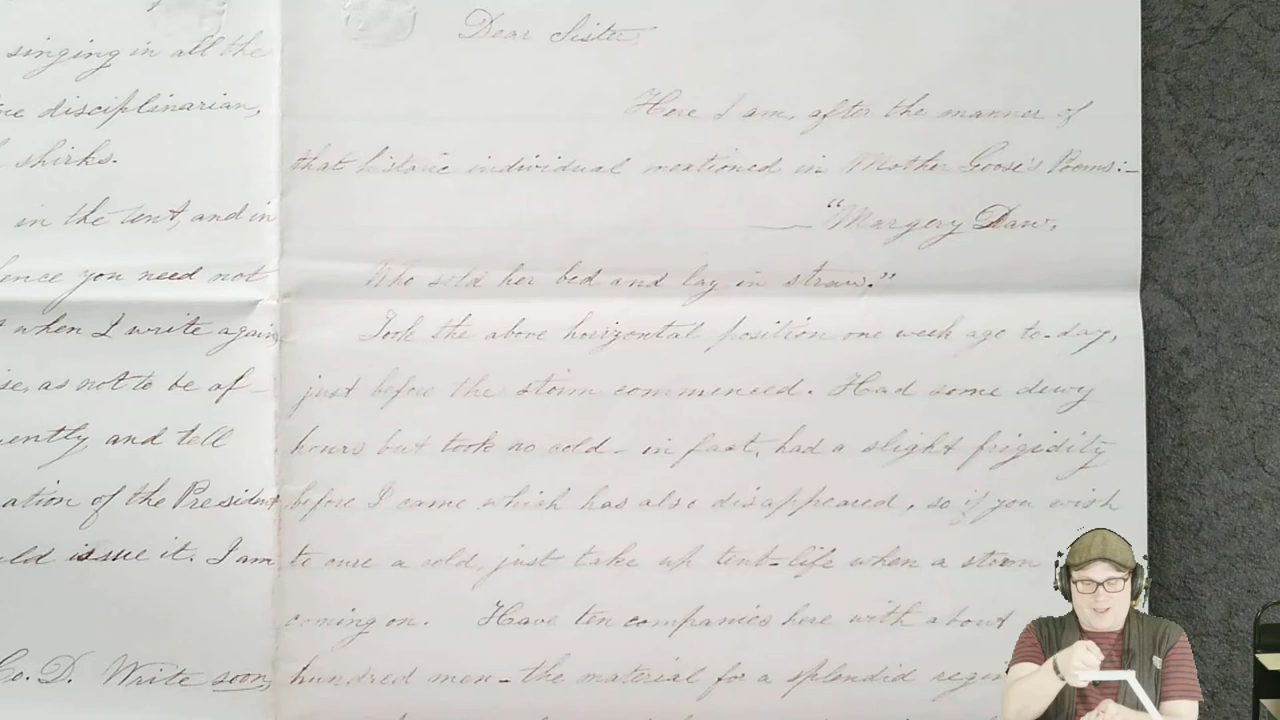 singing in all the
disciplinarian,
shirks.
in the tent, and in
you need not
when I write again
as not to be af-
and tell
ation of the President
issue it. I am
Co. D. Write soon,
Dear Sister,
Here I am, after the manner of
that historic individual mentioned in Mother Goose's Poems:—
"Margery Daw,
Who sold her bed and lay in straw."
Took the above horizontal position one week ago to-day,
just before the storm commenced. Had some dewy
hours but took no cold - in fact, had a slight frigidity
before I came which has also disappeared, so if you wish
to cure a cold, just take up tent-life when a storm
coming on. Have ten companies here with about
hundred men - the material for a splendid